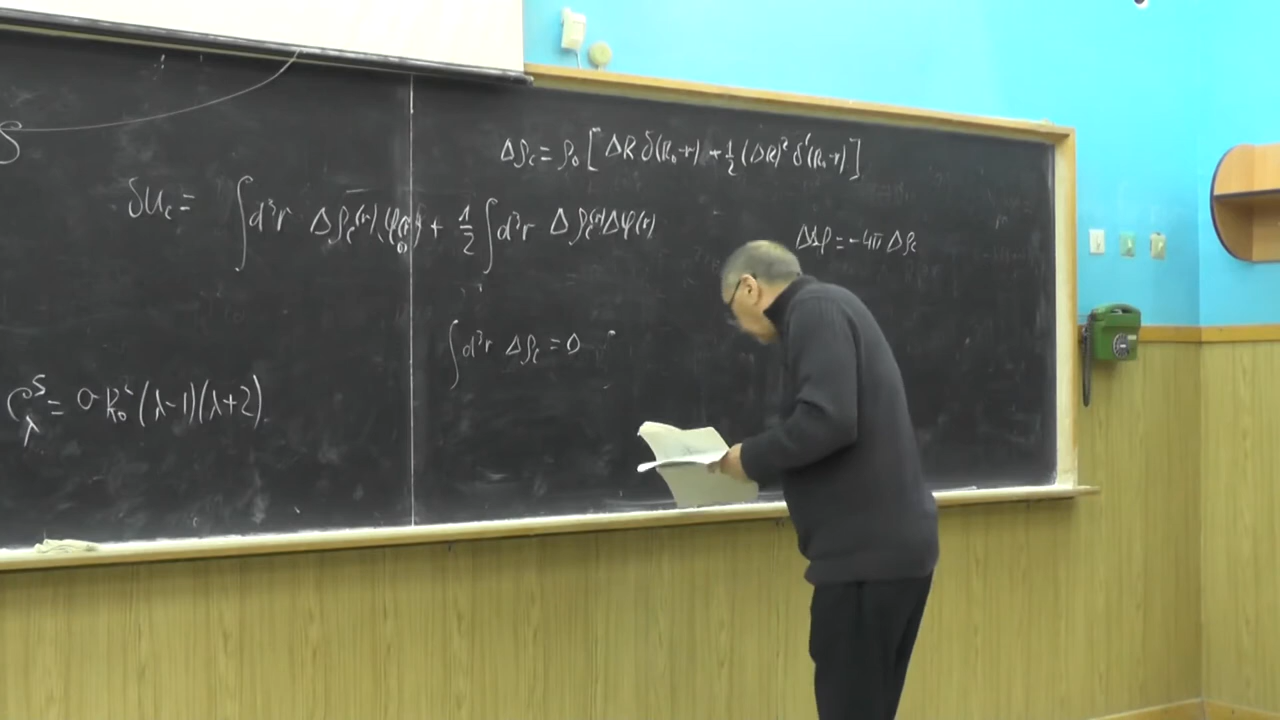 S
δU_c = ∫d³r Δρ_c(r) φ_0(r) + 1/2 ∫d³r Δρ_c(r)Δφ(r)
C_λ^S = σR_0²(λ-1)(λ+2)
Δρ_c = ρ_0 [ΔR δ(R_0-r) + 1/2 (ΔR)² δ'(R_0-r)]
ΔΔφ = -4π Δρ_c
∫d³r Δρ_c = 0